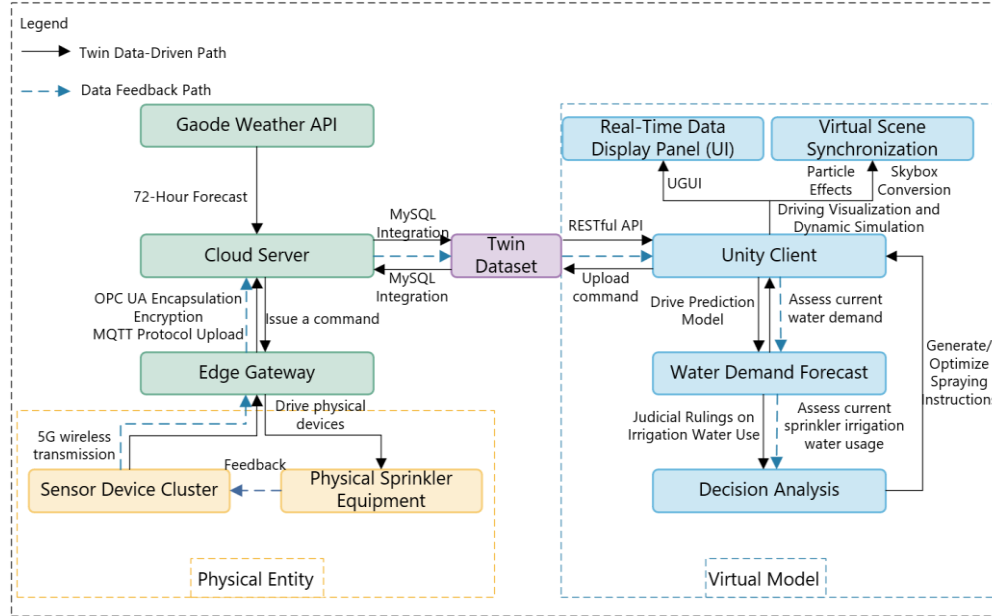 Legend
Twin Data-Driven Path
Data Feedback Path
Gaode Weather API
72-Hour Forecast
Cloud Server
MySQL
Integration
MySQL
Integration
Twin
Dataset
RESTful API
Upload
command
OPC UA Encapsulation
Encryption
MQTT Protocol Upload
Issue a command
Edge Gateway
Drive physical
devices
5G wireless
transmission
Feedback
Sensor Device Cluster
Physical Sprinkler
Equipment
Physical Entity
Real-Time Data
Display Panel (UI)
Virtual Scene
Synchronization
UGUI
Particle
Effects
Skybox
Conversion
Driving Visualization and
Dynamic Simulation
Unity Client
Drive Prediction
Model
Assess current
water demand
Generate/
Optimize
Spraying
Instructions
Water Demand Forecast
Judicial Rulings on
Irrigation Water Use
Assess current
sprinkler irrigation
water usage
Decision Analysis
Virtual Model